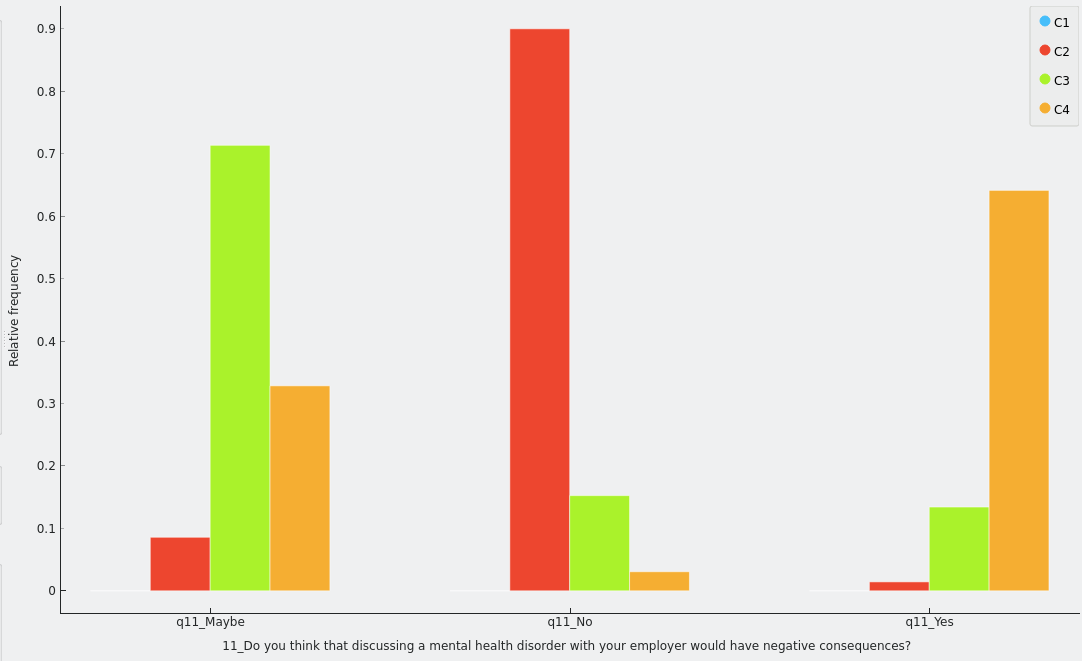 0.9
0.8
0.7
0.6
0.5
0.4
0.3
0.2
0.1
0
Relative frequency
C1
C2
C3
C4
q11_Maybe q11_No q11_Yes
11_Do you think that discussing a mental health disorder with your employer would have negative consequences?